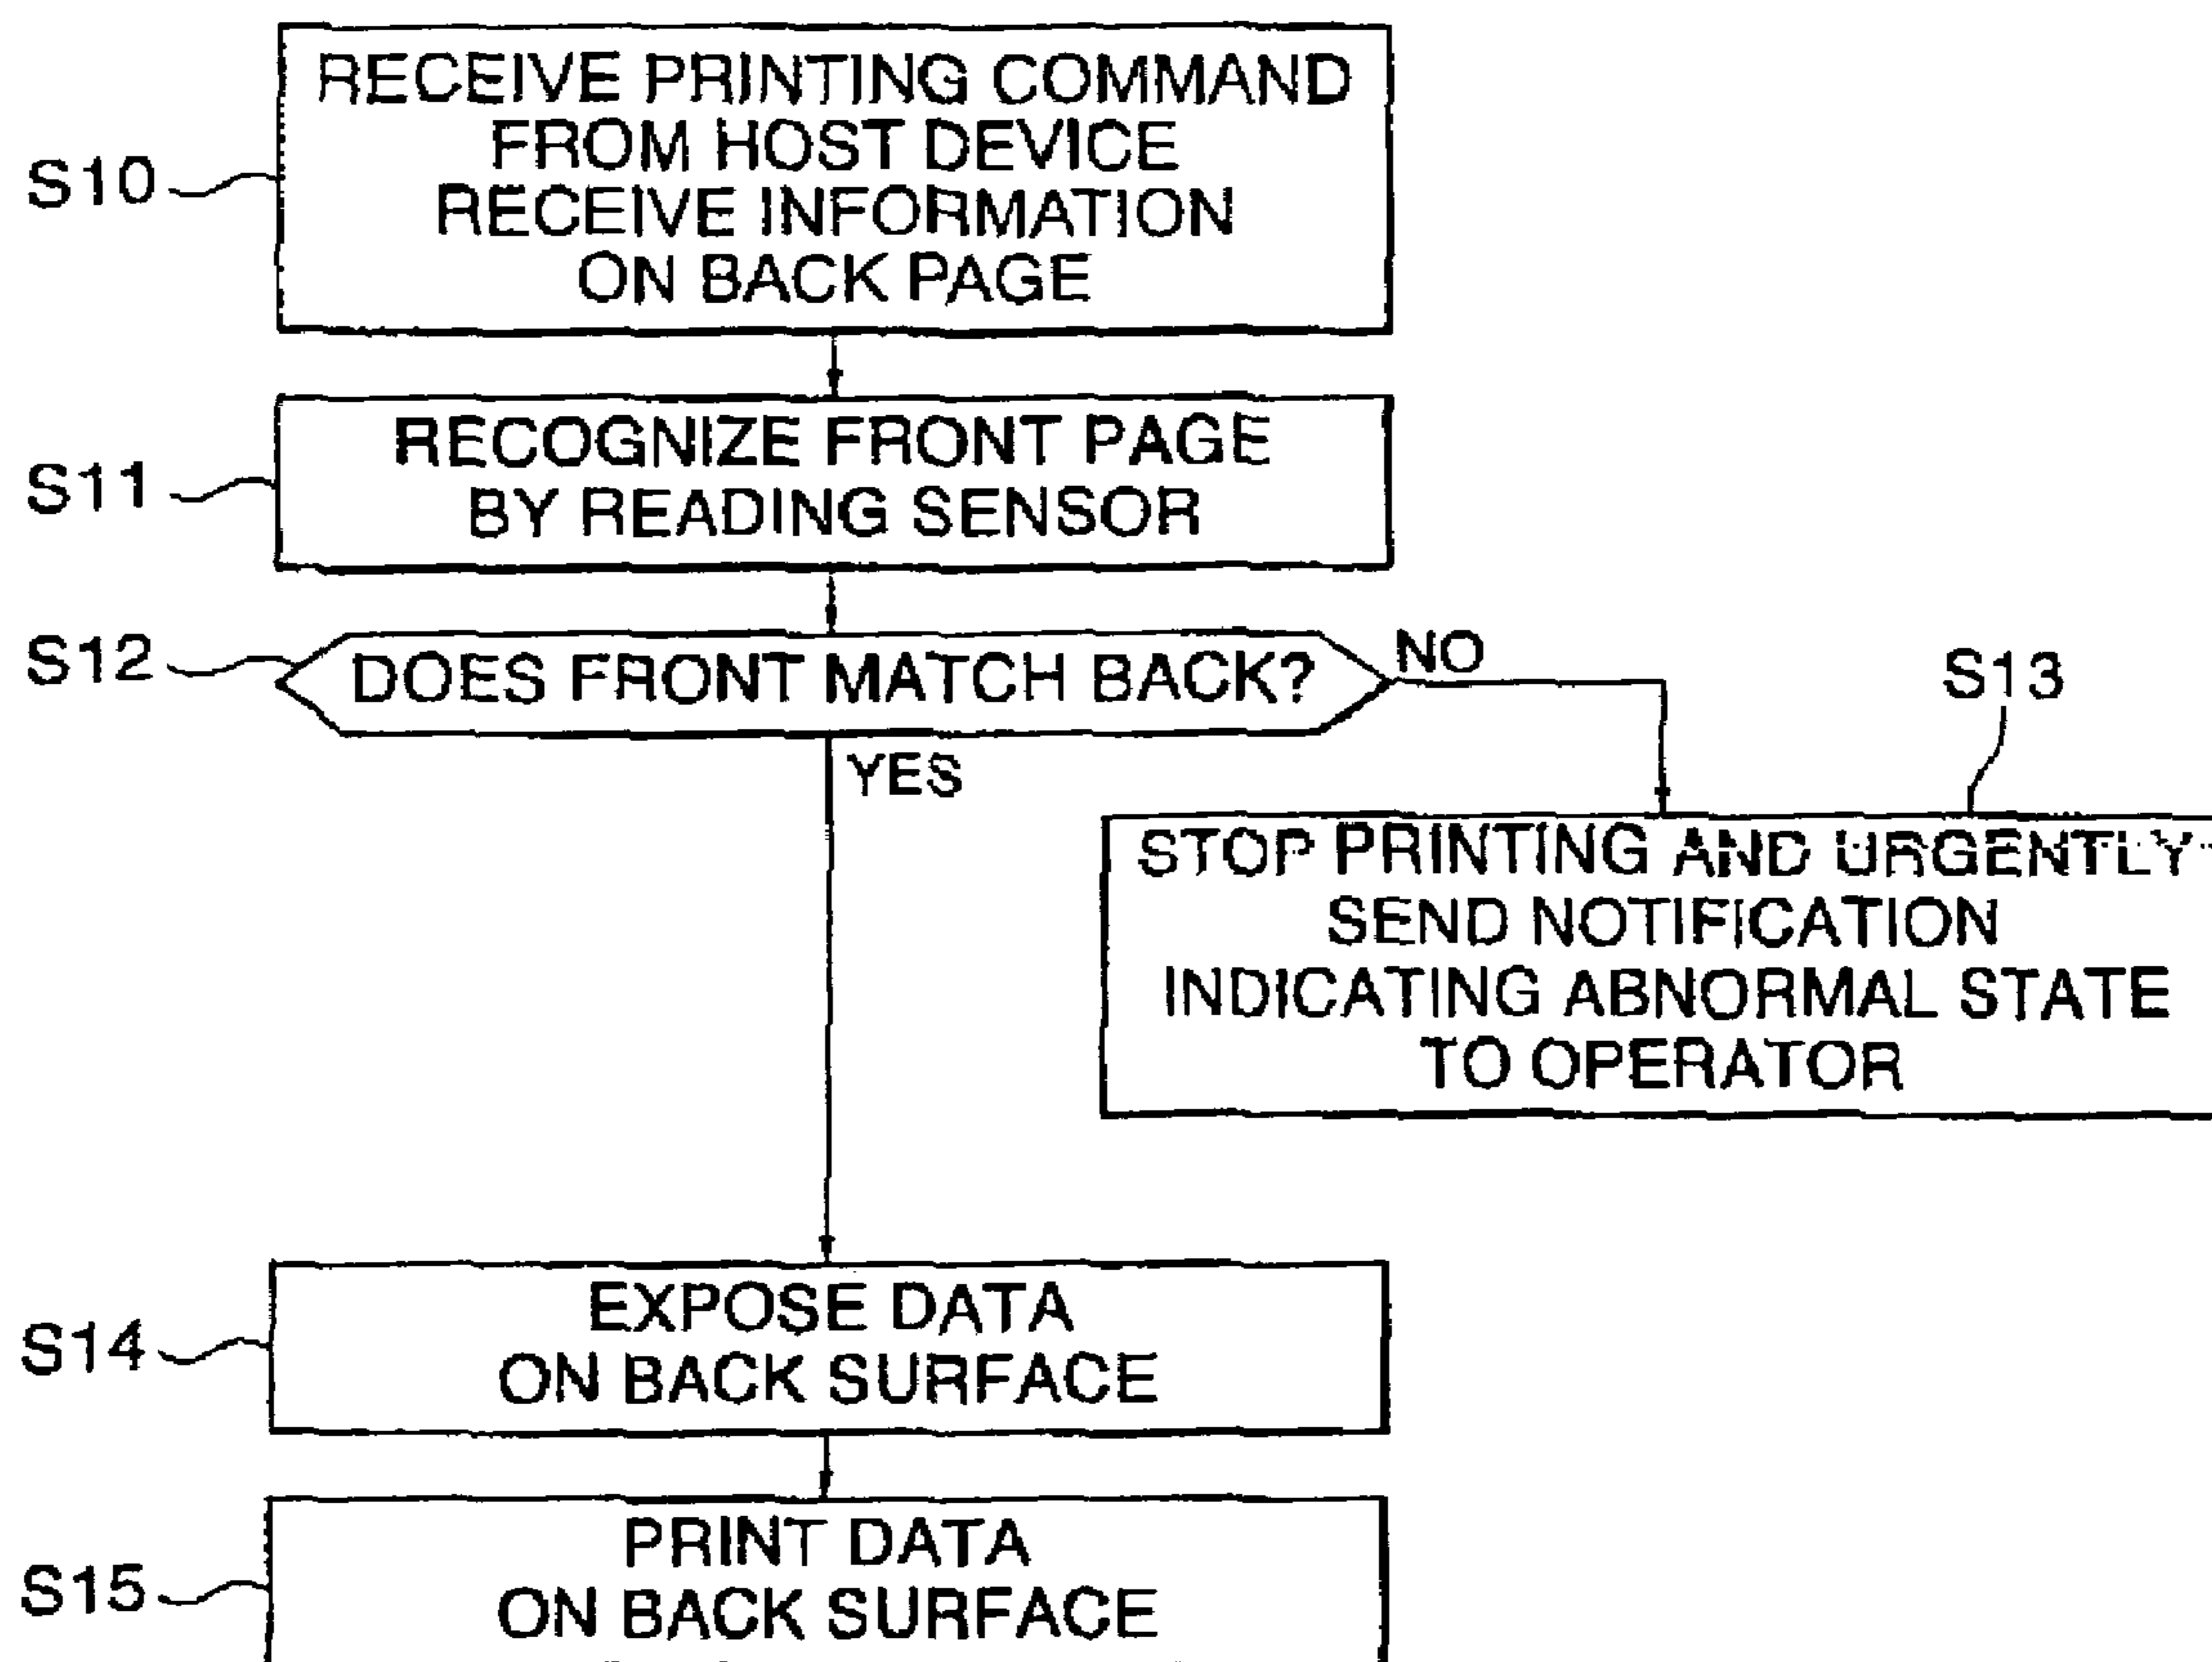 RECEIVE PRINTING COMMAND
FROM HOST DEVICE
RECEIVE INFORMATION
ON BACK PAGE
S10
RECOGNIZE FRONT PAGE
BY READING SENSOR
S11
S12
DOES FRONT MATCH BACK?
NO
YES
S13
STOP PRINTING AND URGENTLY
SEND NOTIFICATION
INDICATING ABNORMAL STATE
TO OPERATOR
S14
EXPOSE DATA
ON BACK SURFACE
S15
PRINT DATA
ON BACK SURFACE